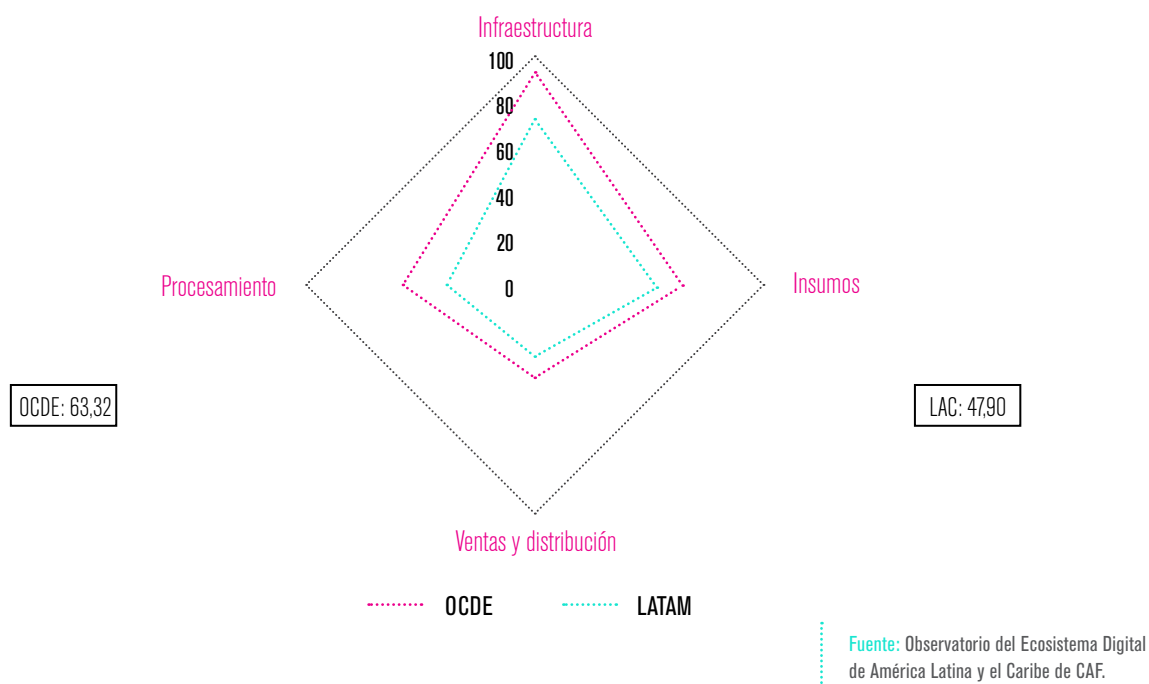 Infraestructura
100
80
60
40
20
0
Procesamiento
Insumos
OCDE: 63,32
LAC: 47,90
Ventas y distribución
OCDE
LATAM
Fuente: Observatorio del Ecosistema Digital
de América Latina y el Caribe de CAF.